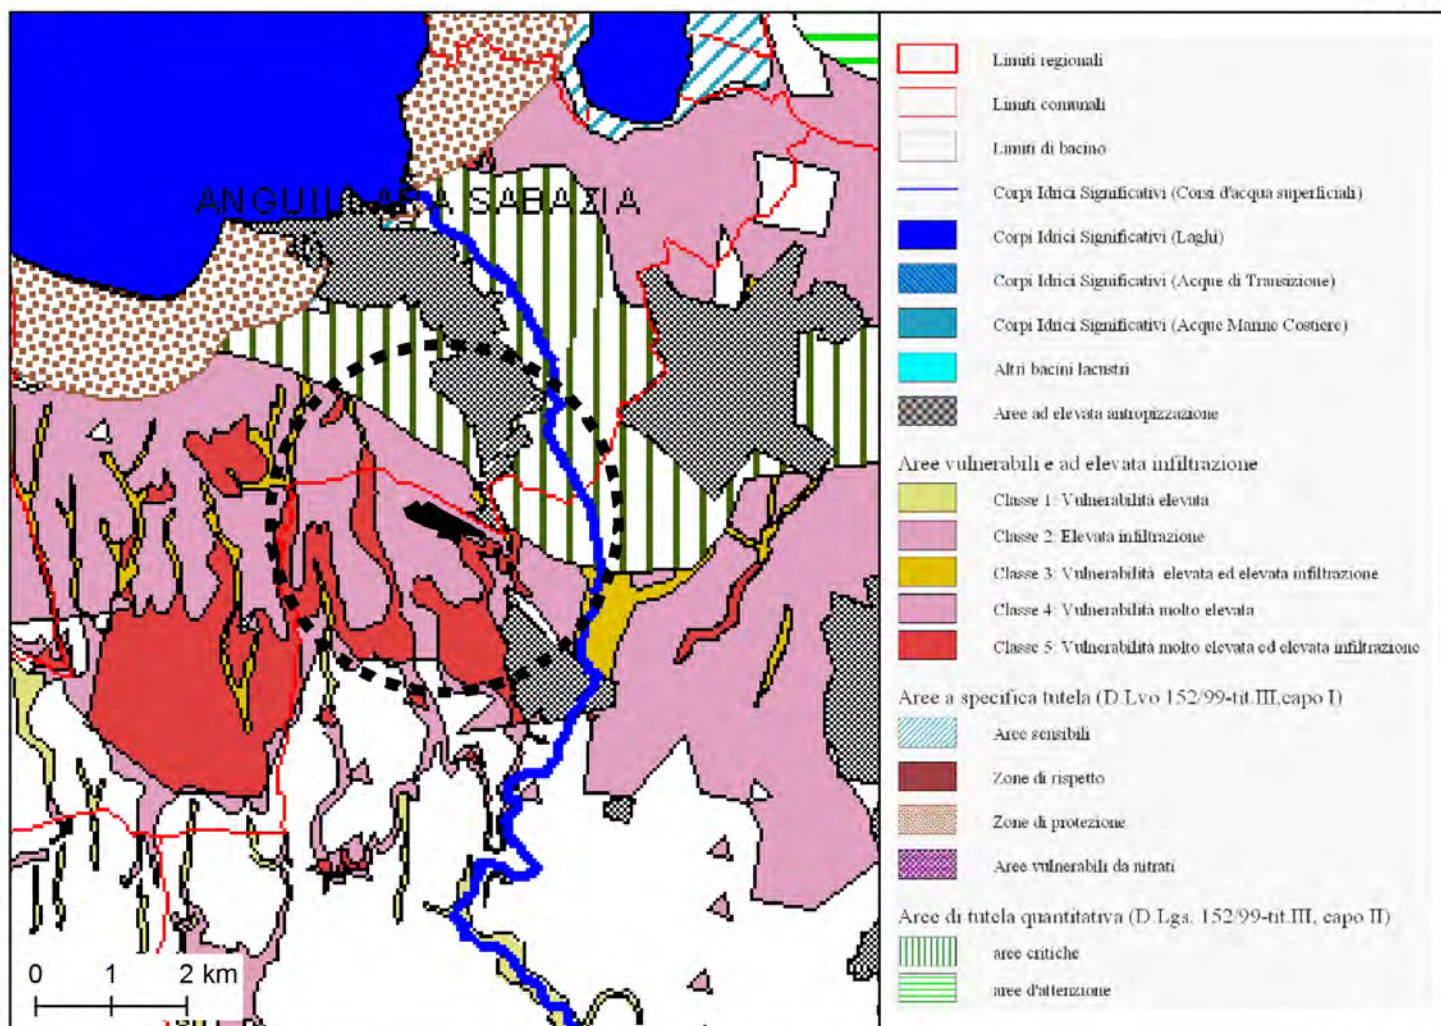 ANGUILLARA SABAZIA
0 1 2 km
Limiti regionali
Limiti comunali
Limiti di bacino
Corpi Idrici Significativi (Corsi d'acqua superficiali)
Corpi Idrici Significativi (Laghi)
Corpi Idrici Significativi (Acque di Transizione)
Corpi Idrici Significativi (Acque Marino Costiere)
Altri bacini lacustri
Aree ad elevata antropizzazione
Aree vulnerabili e ad elevata infiltrazione
Classe 1: Vulnerabilità elevata
Classe 2: Elevata infiltrazione
Classe 3: Vulnerabilità elevata ed elevata infiltrazione
Classe 4: Vulnerabilità molto elevata
Classe 5: Vulnerabilità molto elevata ed elevata infiltrazione
Aree a specifica tutela (D.Lvo 152/99-tit.III,capo I)
Aree sensibili
Zone di rispetto
Zone di protezione
Aree vulnerabili da nitrati
Aree di tutela quantitativa (D.Lgs. 152/99-tit.III, capo II)
aree critiche
aree d'attenzione